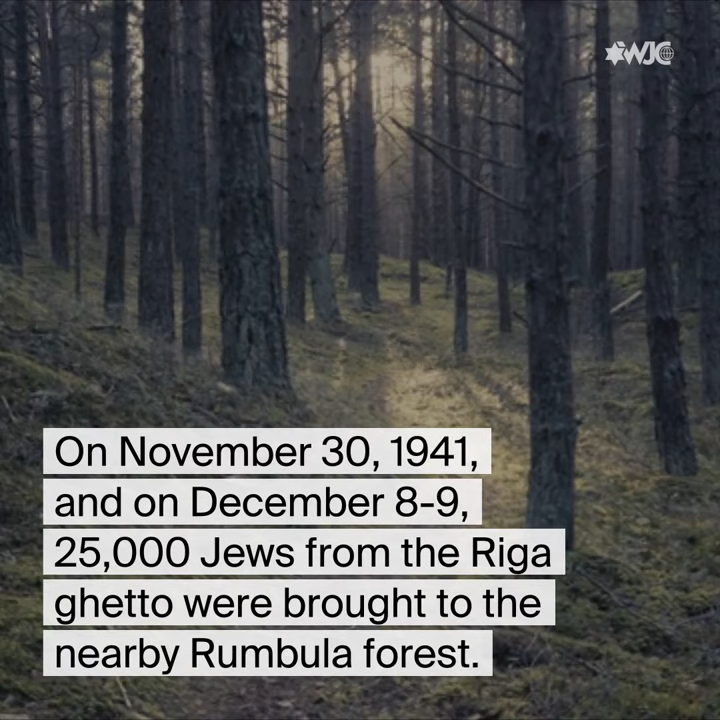 WJC
On November 30, 1941,
and on December 8-9,
25,000 Jews from the Riga
ghetto were brought to the
nearby Rumbula forest.